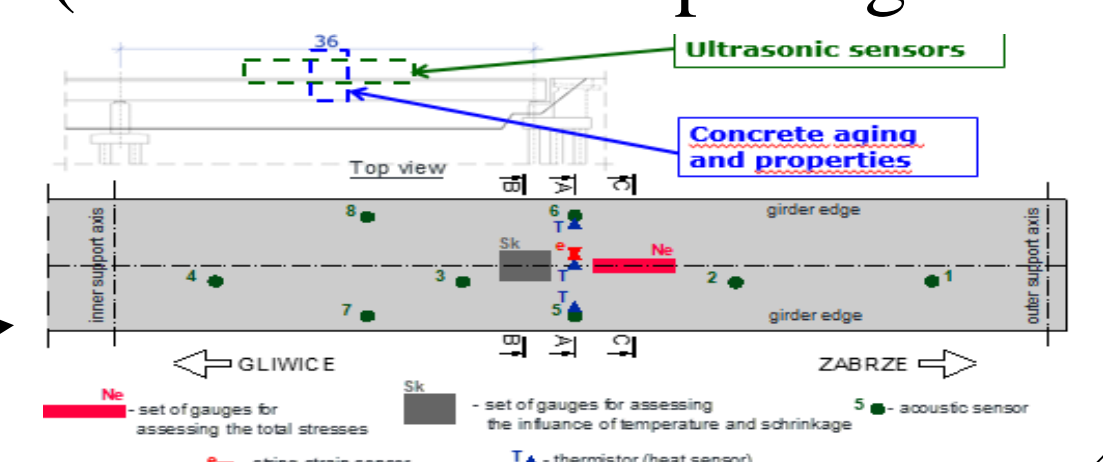 36
Ultrasonic sensors
Concrete aging
and properties
Top view
B A C
8 6 girder edge
T
inner support axis
Sk e Ne
outer support axis
4 3 T 2 1
T
7 5 girder edge
B A C
GLIWICE ZABRZE
Ne
- set of gauges for
assessing the total stresses
Sk
- set of gauges for assessing
the influance of temperature and schrinkage
5 - acoustic sensor
e
T - thermistor (heat sensor)